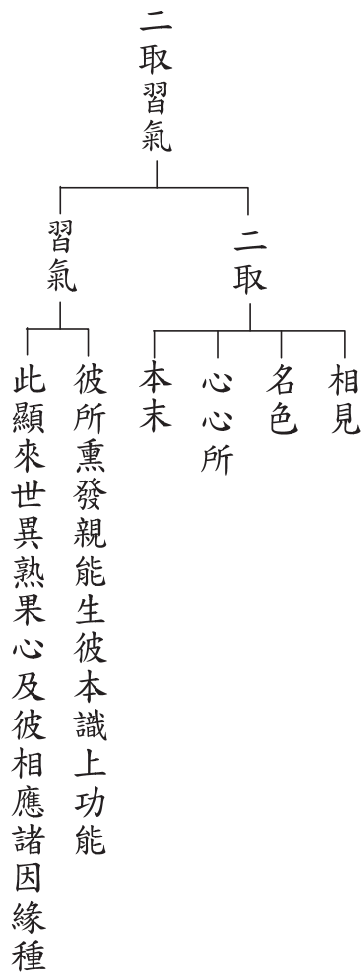 二取習氣
二取
相見
名色
心心所
本末
習氣
彼所熏發親能生彼本識上功能
此顯來世異熟果心及彼相應諸因緣種